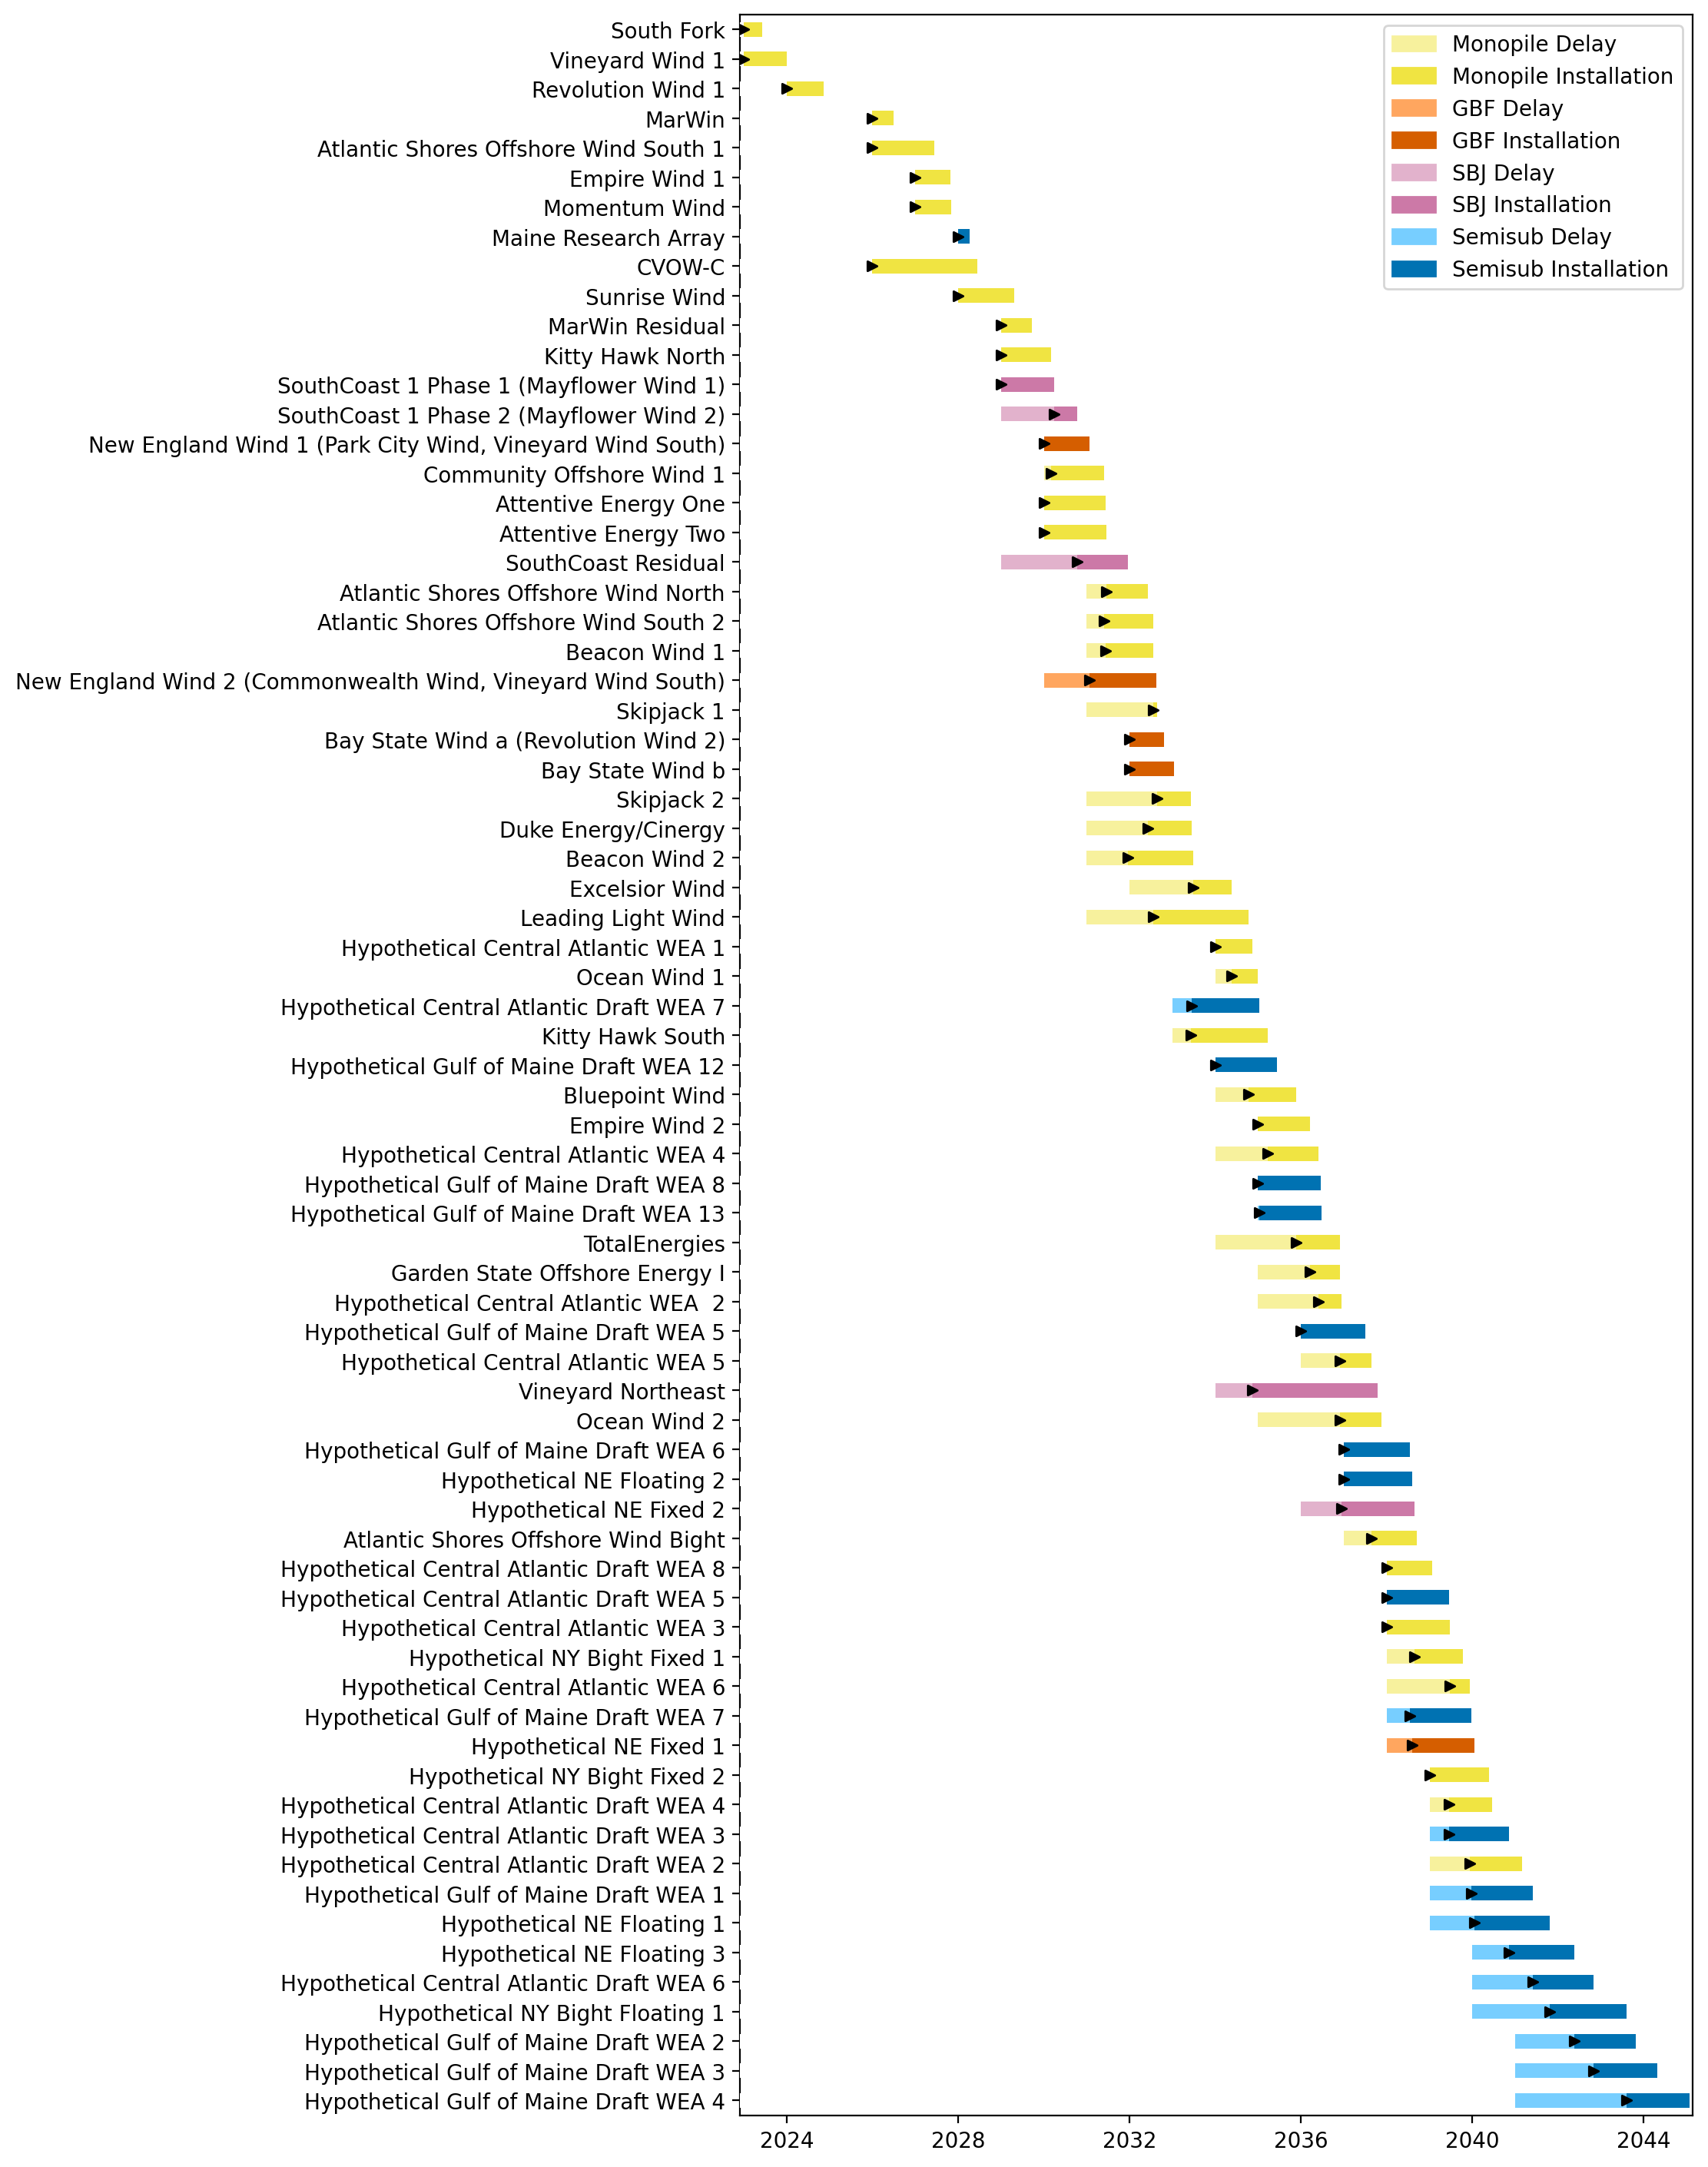 South Fork
Vineyard Wind 1
Revolution Wind 1
MarWin
Atlantic Shores Offshore Wind South 1
Empire Wind 1
Momentum Wind
Maine Research Array
CVOW-C
Sunrise Wind
MarWin Residual
Kitty Hawk North
SouthCoast 1 Phase 1 (Mayflower Wind 1)
SouthCoast 1 Phase 2 (Mayflower Wind 2)
New England Wind 1 (Park City Wind, Vineyard Wind South)
Community Offshore Wind 1
Attentive Energy One
Attentive Energy Two
SouthCoast Residual
Atlantic Shores Offshore Wind North
Atlantic Shores Offshore Wind South 2
Beacon Wind 1
New England Wind 2 (Commonwealth Wind, Vineyard Wind South)
Skipjack 1
Bay State Wind a (Revolution Wind 2)
Bay State Wind b
Skipjack 2
Duke Energy/Cinergy
Beacon Wind 2
Excelsior Wind
Leading Light Wind
Hypothetical Central Atlantic WEA 1
Ocean Wind 1
Hypothetical Central Atlantic Draft WEA 7
Kitty Hawk South
Hypothetical Gulf of Maine Draft WEA 12
Bluepoint Wind
Empire Wind 2
Hypothetical Central Atlantic WEA 4
Hypothetical Gulf of Maine Draft WEA 8
Hypothetical Gulf of Maine Draft WEA 13
TotalEnergies
Garden State Offshore Energy I
Hypothetical Central Atlantic WEA  2
Hypothetical Gulf of Maine Draft WEA 5
Hypothetical Central Atlantic WEA 5
Vineyard Northeast
Ocean Wind 2
Hypothetical Gulf of Maine Draft WEA 6
Hypothetical NE Floating 2
Hypothetical NE Fixed 2
Atlantic Shores Offshore Wind Bight
Hypothetical Central Atlantic Draft WEA 8
Hypothetical Central Atlantic Draft WEA 5
Hypothetical Central Atlantic WEA 3
Hypothetical NY Bight Fixed 1
Hypothetical Central Atlantic WEA 6
Hypothetical Gulf of Maine Draft WEA 7
Hypothetical NE Fixed 1
Hypothetical NY Bight Fixed 2
Hypothetical Central Atlantic Draft WEA 4
Hypothetical Central Atlantic Draft WEA 3
Hypothetical Central Atlantic Draft WEA 2
Hypothetical Gulf of Maine Draft WEA 1
Hypothetical NE Floating 1
Hypothetical NE Floating 3
Hypothetical Central Atlantic Draft WEA 6
Hypothetical NY Bight Floating 1
Hypothetical Gulf of Maine Draft WEA 2
Hypothetical Gulf of Maine Draft WEA 3
Hypothetical Gulf of Maine Draft WEA 4
Monopile Delay
Monopile Installation
GBF Delay
GBF Installation
SBJ Delay
SBJ Installation
Semisub Delay
Semisub Installation
2024 2028 2032 2036 2040 2044